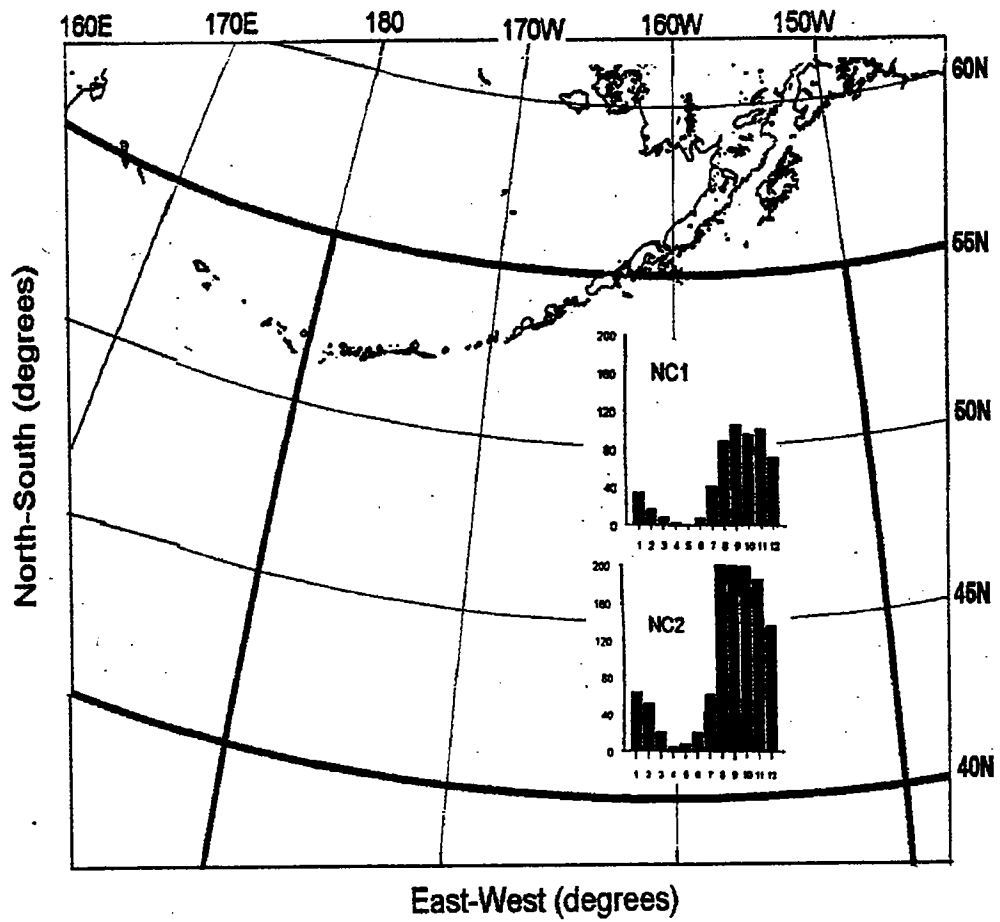 160E 170E 180 170W 160W 150W
60N
55N
50N
45N
40N
North-South (degrees)
200
160
120
80
40
0
NC1
1 2 3 4 5 6 7 8 9 10 11 12
200
160
120
80
40
0
NC2
1 2 3 4 5 6 7 8 9 10 11 12
East-West (degrees)